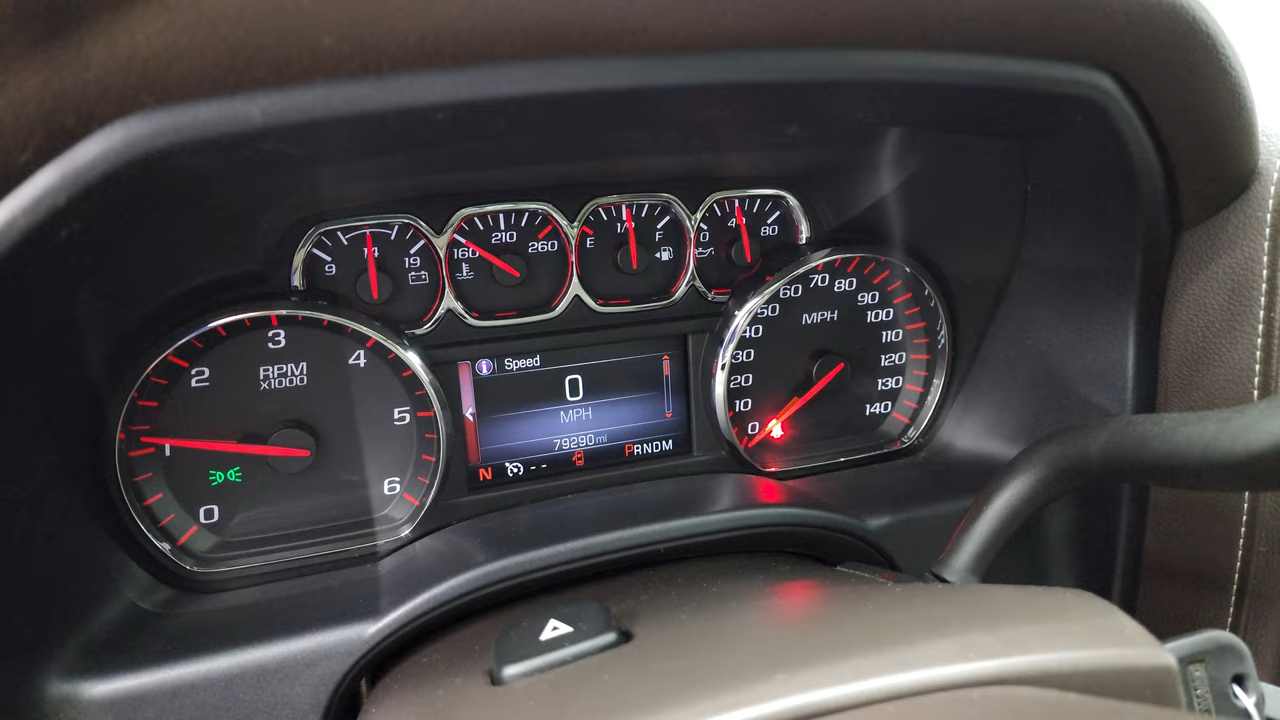 9 14 19
160 210 260
E 1/2 F
0 40 80
0 1 2 3 4 5 6
RPM
x1000
Speed
0
MPH
79290 mi
N -- PRNDM
0 10 20 30 40 50 60 70 80 90 100 110 120 130 140
MPH